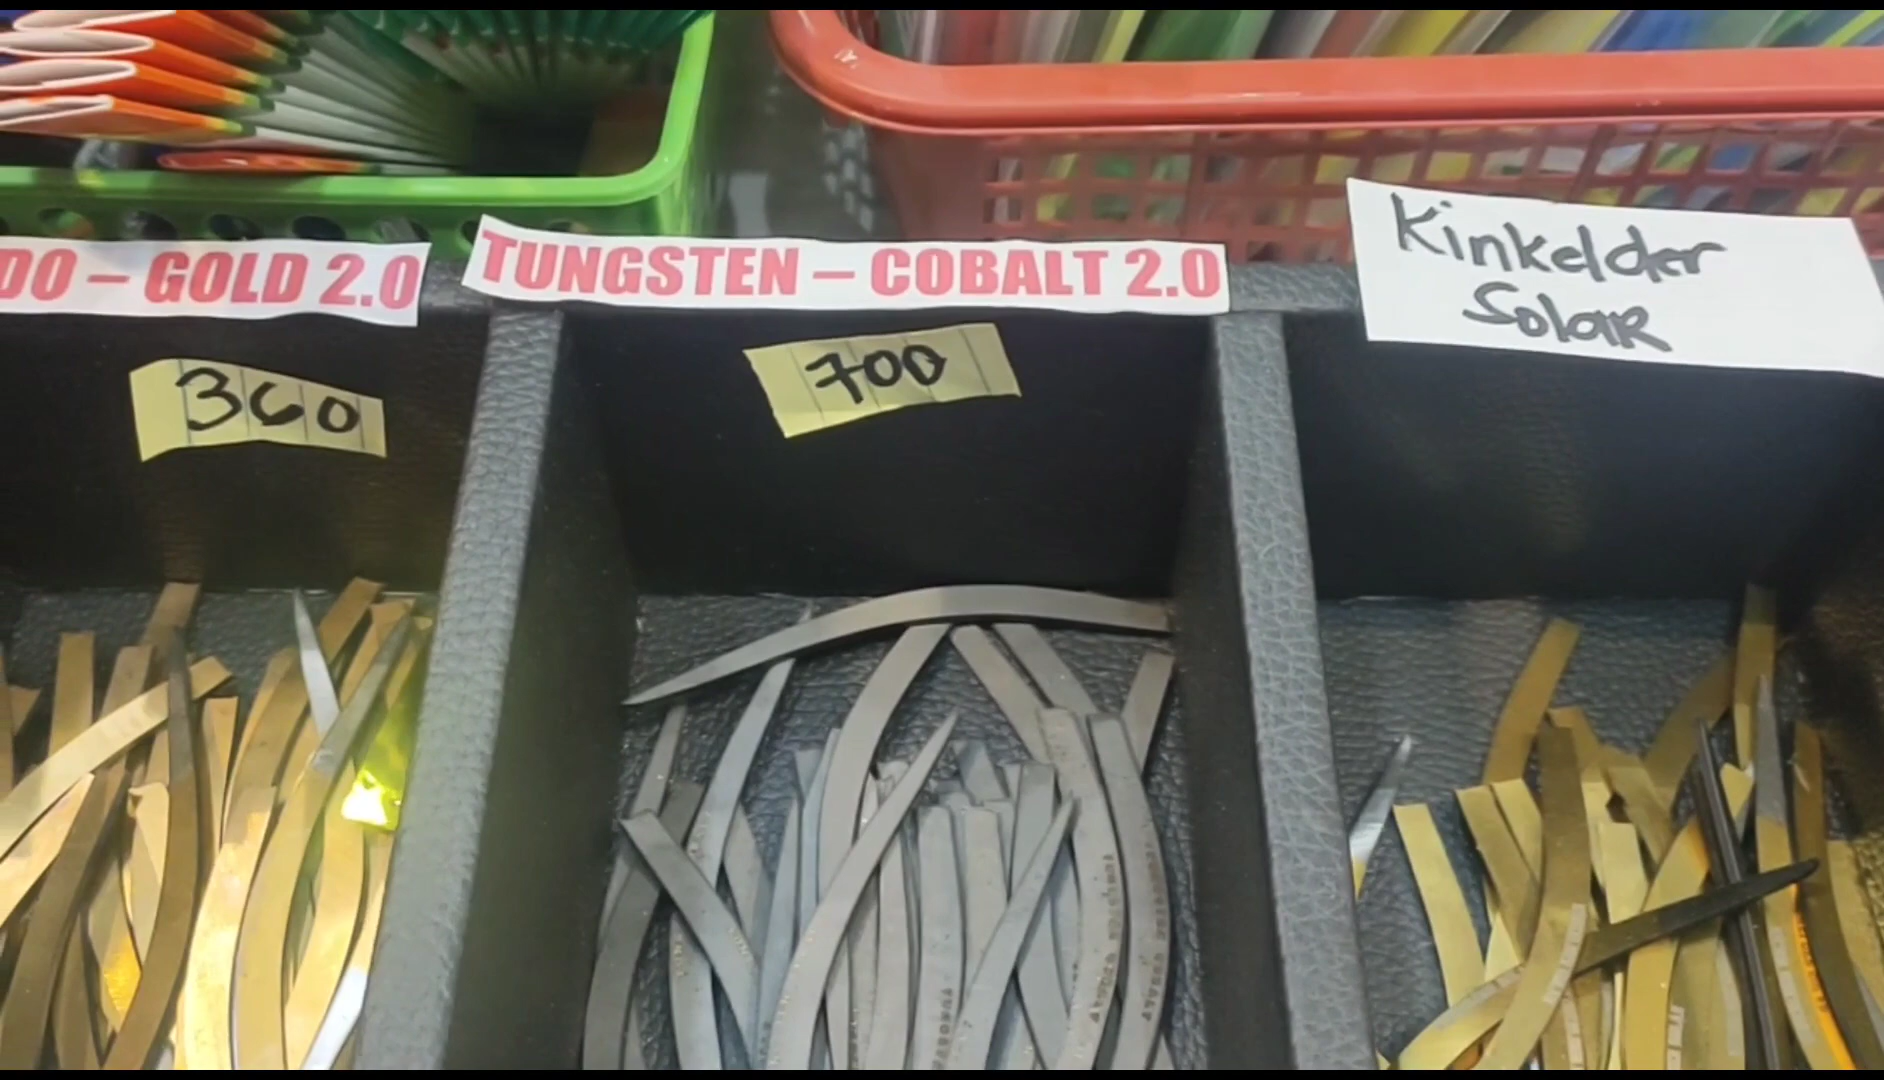 DO – GOLD 2.0
TUNGSTEN – COBALT 2.0
Kinkelder
Solar
360
700